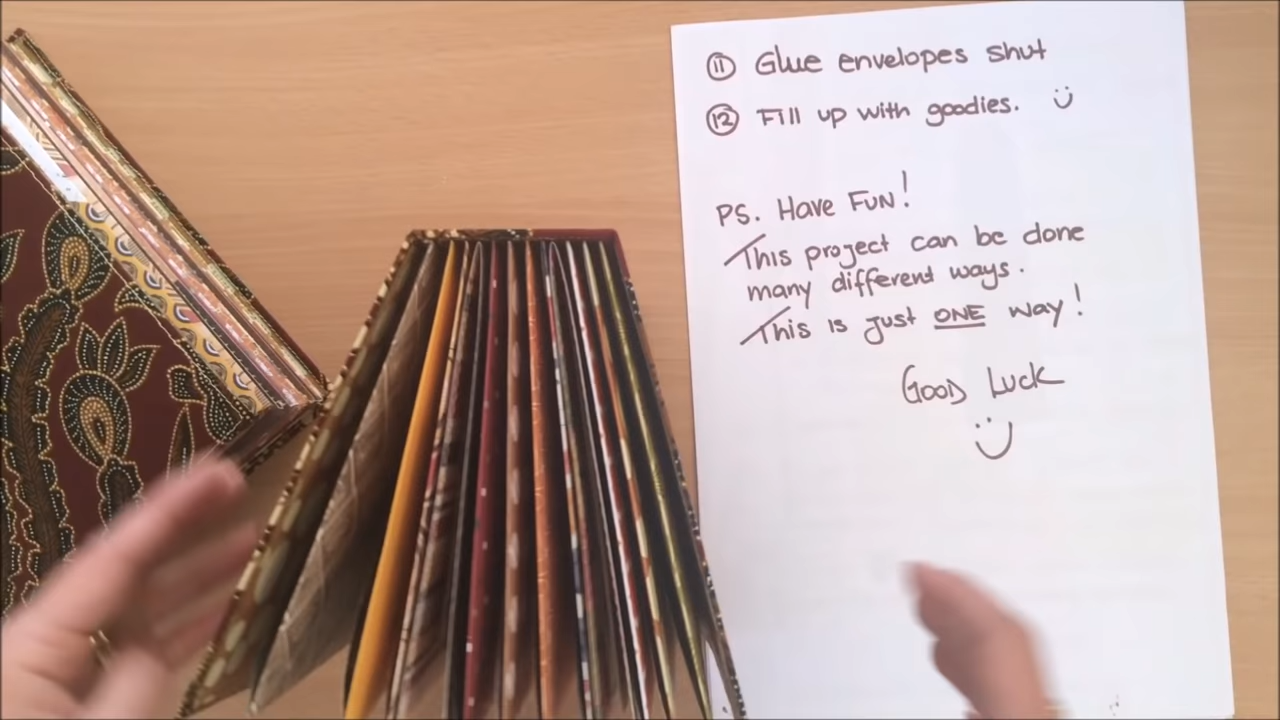 ⑪ Glue envelopes shut
⑫ Fill up with goodies.
PS. Have FUN!
This project can be done
many different ways.
This is just ONE way!
GOOD LUCK